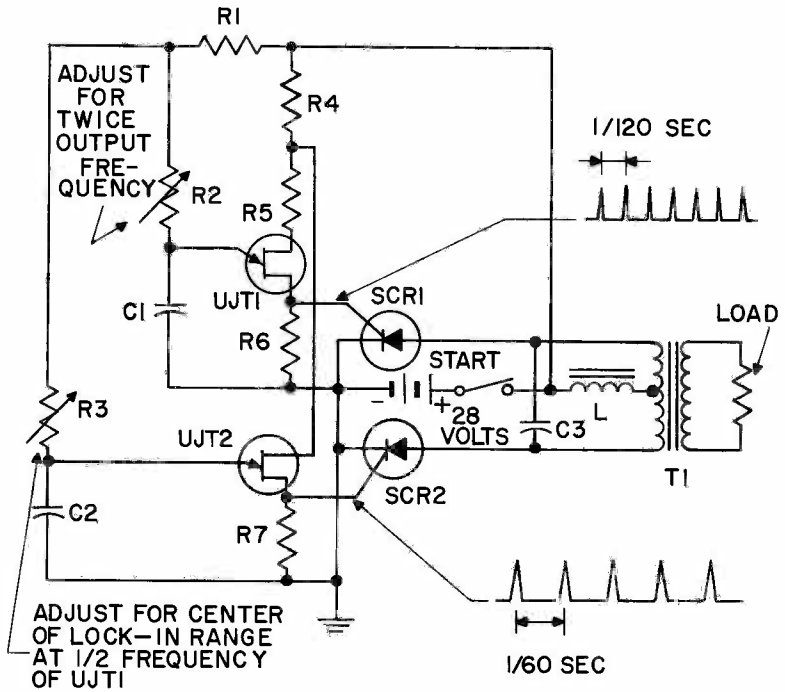 R1
ADJUST
FOR
TWICE
OUTPUT
FRE-
QUENCY
R2
R4
R5
UJT1
C1
R6
SCR1
1/120 SEC
START
LOAD
- +28
VOLTS
C3
L
T1
R3
UJT2
SCR2
C2
R7
ADJUST FOR CENTER
OF LOCK-IN RANGE
AT 1/2 FREQUENCY
OF UJT1
1/60 SEC